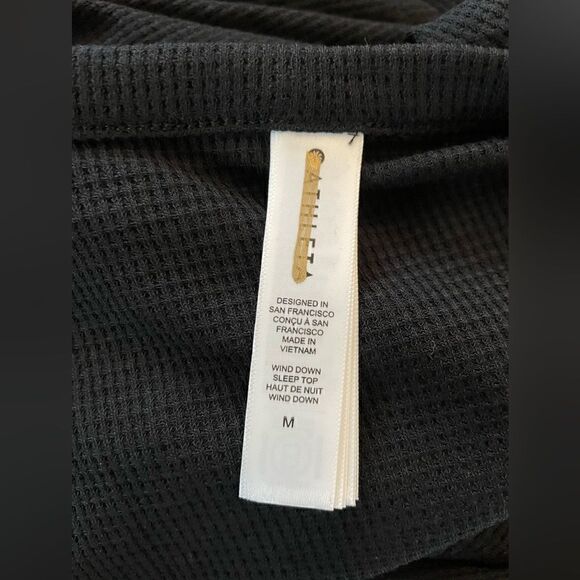 ATHLETA
DESIGNED IN
SAN FRANCISCO
CONÇU À SAN
FRANCISCO
MADE IN
VIETNAM
WIND DOWN
SLEEP TOP
HAUT DE NUIT
WIND DOWN
M